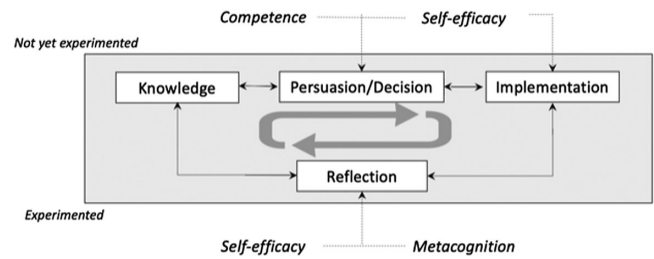 Competence Self-efficacy
Not yet experimented
Knowledge Persuasion/Decision Implementation
Reflection
Experimented
Self-efficacy Metacognition